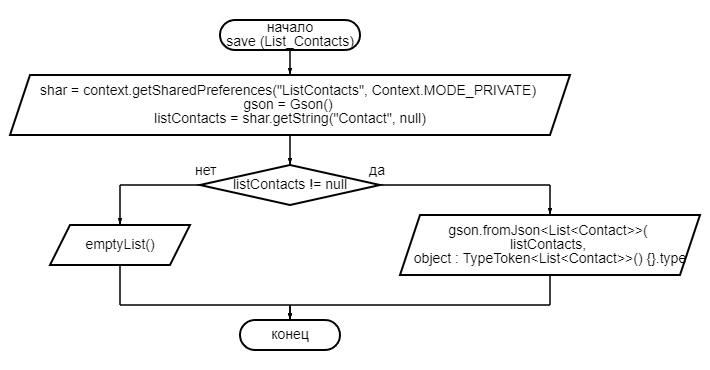 начало
save (List_Contacts)
shar = context.getSharedPreferences("ListContacts", Context.MODE_PRIVATE)
gson = Gson()
listContacts = shar.getString("Contact", null)
нет
да
listContacts != null
emptyList()
gson.fromJson<List<Contact>>(
listContacts,
object : TypeToken<List<Contact>>() {}.type
конец